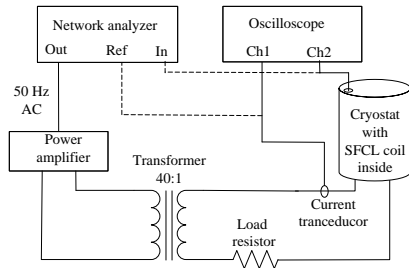 Network analyzer
Out Ref In
Oscilloscope
Ch1 Ch2
50 Hz
AC
Power
amplifier
Transformer
40:1
Cryostat
with
SFCL coil
inside
Current
tranceducor
Load
resistor